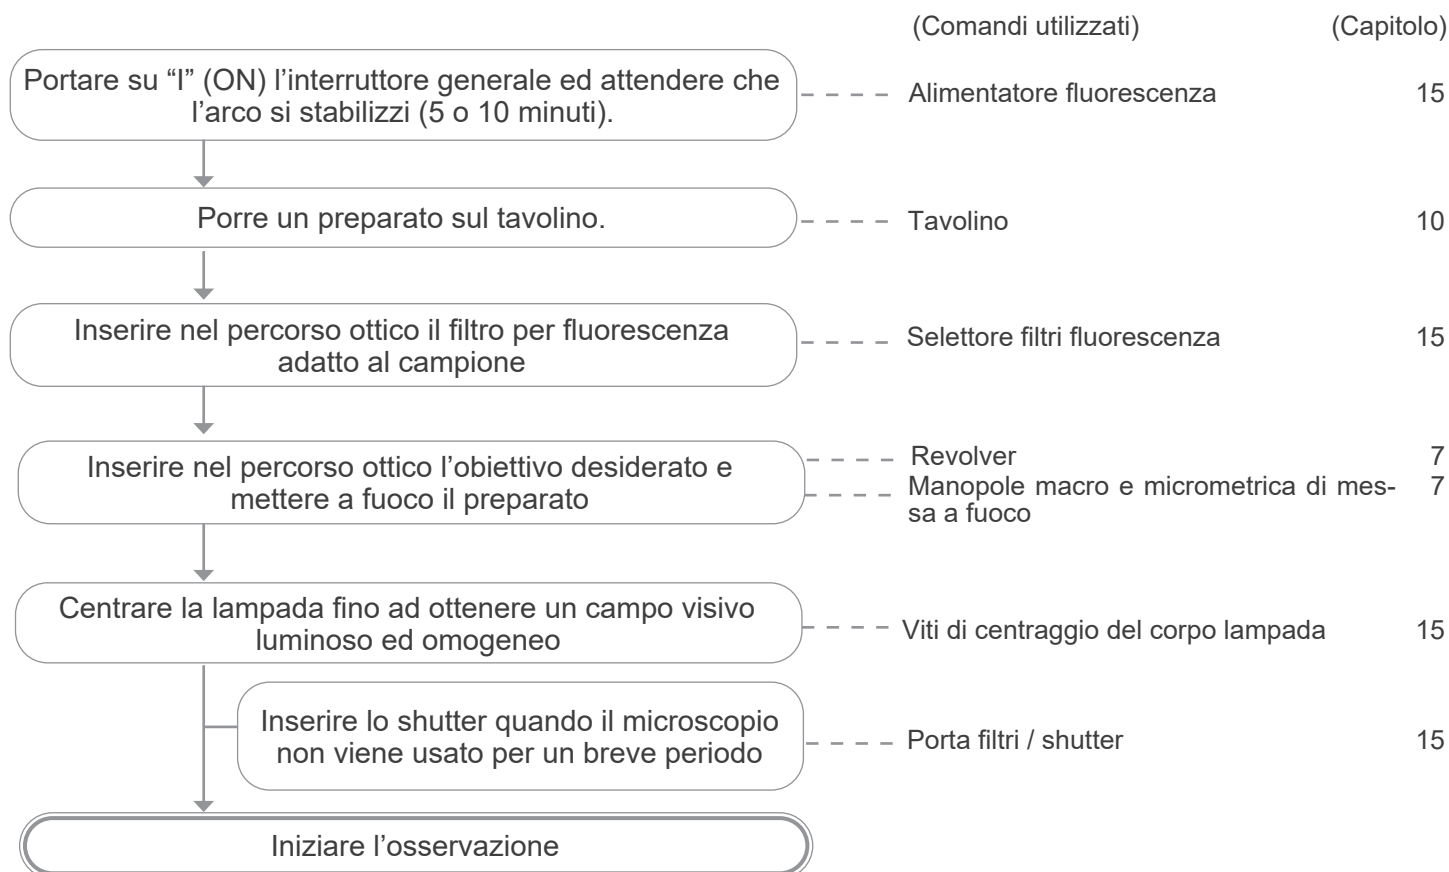 (Comandi utilizzati) (Capitolo)
Portare su “I” (ON) l’interruttore generale ed attendere che
l’arco si stabilizzi (5 o 10 minuti).
Alimentatore fluorescenza 15
Porre un preparato sul tavolino.
Tavolino 10
Inserire nel percorso ottico il filtro per fluorescenza
adatto al campione
Selettore filtri fluorescenza 15
Inserire nel percorso ottico l’obiettivo desiderato e
mettere a fuoco il preparato
Revolver 7
Manopole macro e micrometrica di mes- 7
sa a fuoco
Centrare la lampada fino ad ottenere un campo visivo
luminoso ed omogeneo
Viti di centraggio del corpo lampada 15
Inserire lo shutter quando il microscopio
non viene usato per un breve periodo
Porta filtri / shutter 15
Iniziare l’osservazione